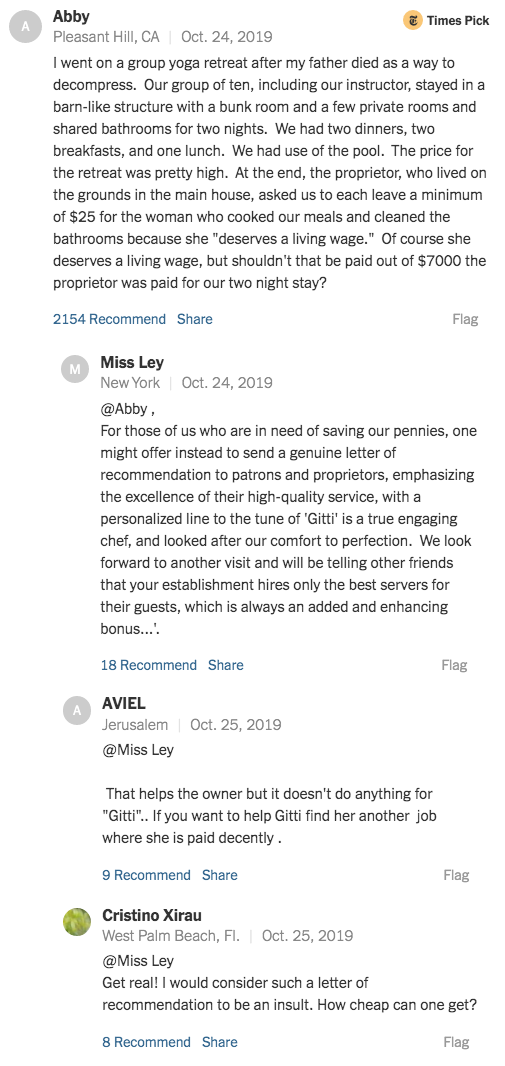 A
Abby
Times Pick
Pleasant Hill, CA | Oct. 24, 2019
I went on a group yoga retreat after my father died as a way to
decompress.  Our group of ten, including our instructor, stayed in a
barn-like structure with a bunk room and a few private rooms and
shared bathrooms for two nights.  We had two dinners, two
breakfasts, and one lunch.  We had use of the pool.  The price for
the retreat was pretty high.  At the end, the proprietor, who lived on
the grounds in the main house, asked us to each leave a minimum
of $25 for the woman who cooked our meals and cleaned the
bathrooms because she "deserves a living wage."  Of course she
deserves a living wage, but shouldn't that be paid out of $7000 the
proprietor was paid for our two night stay?
2154 Recommend Share Flag
M
Miss Ley
New York | Oct. 24, 2019
@Abby ,
For those of us who are in need of saving our pennies, one
might offer instead to send a genuine letter of
recommendation to patrons and proprietors, emphasizing
the excellence of their high-quality service, with a
personalized line to the tune of 'Gitti' is a true engaging
chef, and looked after our comfort to perfection.  We look
forward to another visit and will be telling other friends
that your establishment hires only the best servers for
their guests, which is always an added and enhancing
bonus...'.
18 Recommend Share Flag
A
AVIEL
Jerusalem | Oct. 25, 2019
@Miss Ley
That helps the owner but it doesn't do anything for
"Gitti".. If you want to help Gitti find her another  job
where she is paid decently .
9 Recommend Share Flag
Cristino Xirau
West Palm Beach, Fl. | Oct. 25, 2019
@Miss Ley
Get real! I would consider such a letter of
recommendation to be an insult. How cheap can one get?
8 Recommend Share Flag